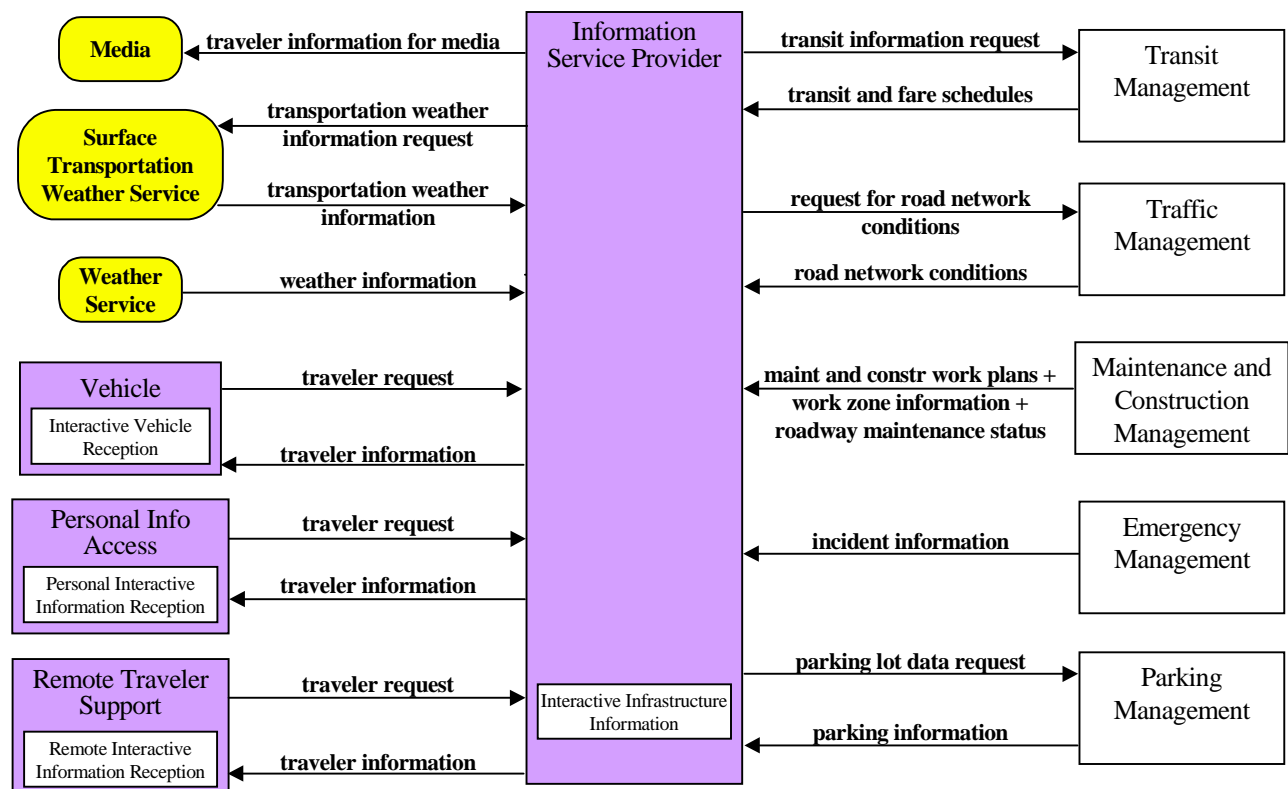 Media
traveler information for media
Information
Service Provider
transit information request
Transit
Management
transit and fare schedules
transportation weather
information request
Surface
Transportation
Weather Service
transportation weather
information
request for road network
conditions
Traffic
Management
road network conditions
Weather
Service
weather information
Vehicle
Interactive Vehicle
Reception
traveler request
traveler information
maint and constr work plans +
work zone information +
roadway maintenance status
Maintenance and
Construction
Management
Personal Info
Access
Personal Interactive
Information Reception
traveler request
traveler information
incident information
Emergency
Management
Remote Traveler
Support
Remote Interactive
Information Reception
traveler request
traveler information
Interactive Infrastructure
Information
parking lot data request
parking information
Parking
Management